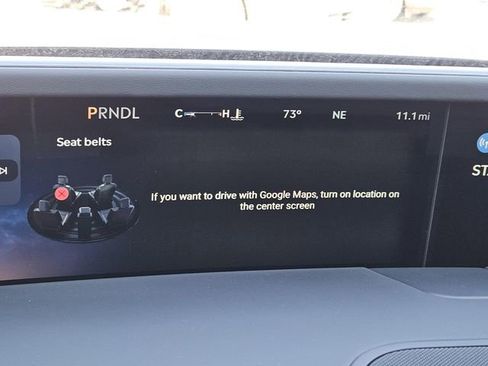 PRNDL C H 73° NE 11.1 mi
Seat belts
If you want to drive with Google Maps, turn on location on
the center screen